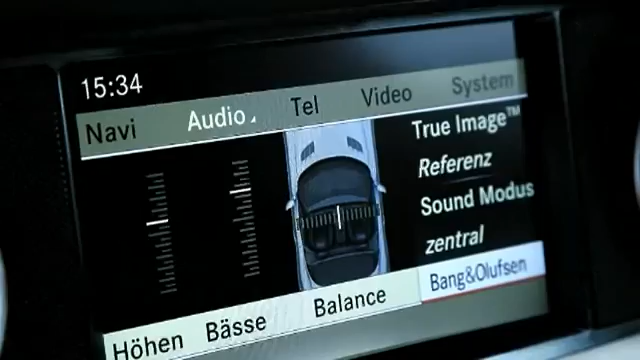 15:34
Navi Audio Tel Video System
True Image™
Referenz
Sound Modus
zentral
Höhen Bässe Balance Bang&Olufsen